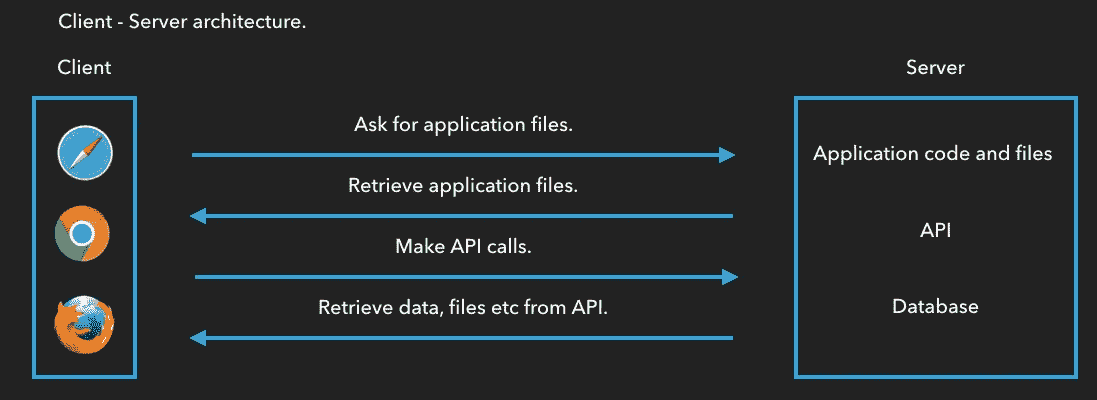 Client - Server architecture.
Client
Server
Ask for application files.
Application code and files
Retrieve application files.
API
Make API calls.
Retrieve data, files etc from API.
Database